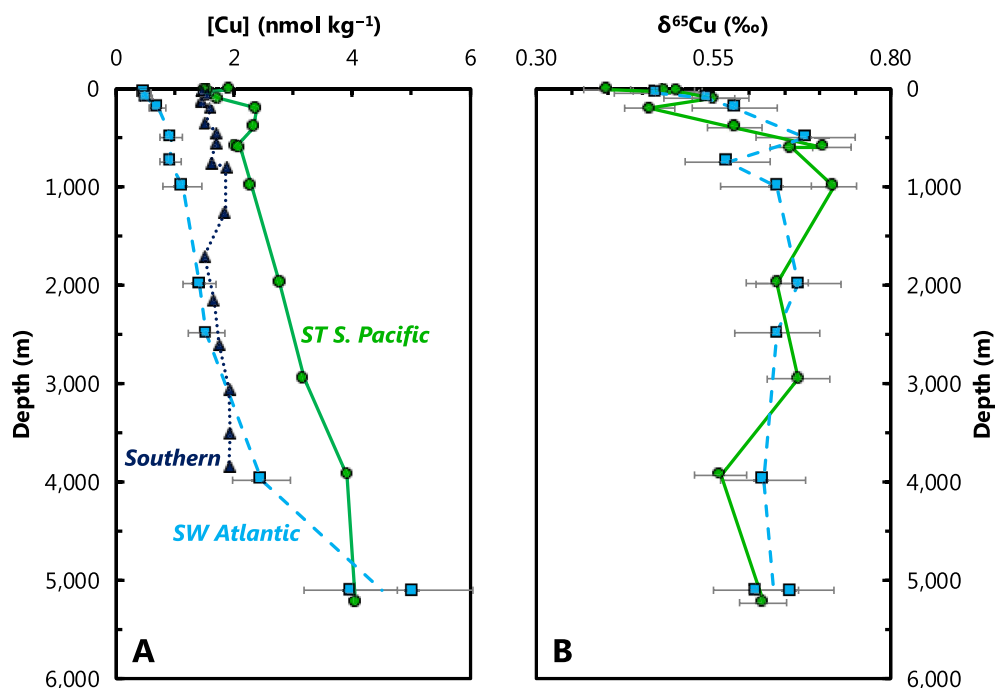 [Cu] (nmol kg⁻¹)
0 2 4 6
0
1,000
2,000
3,000
4,000
5,000
6,000
Depth (m)
ST S. Pacific
Southern
SW Atlantic
A
δ⁶⁵Cu (‰)
0.30 0.55 0.80
0
1,000
2,000
3,000
4,000
5,000
6,000
Depth (m)
B